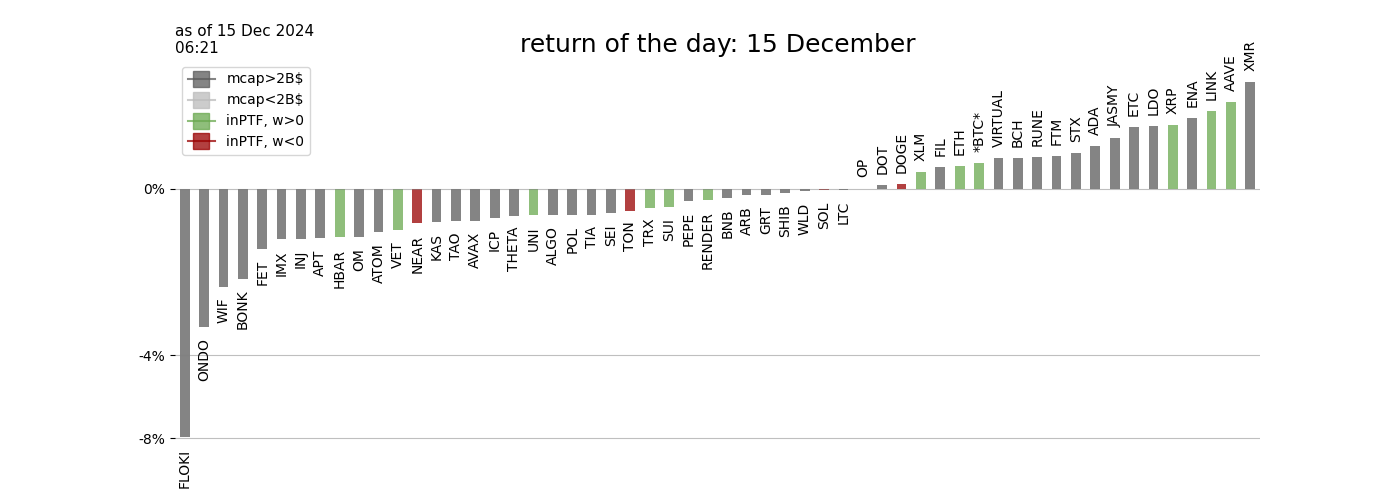 as of 15 Dec 2024
06:21
return of the day: 15 December
mcap>2B$
mcap<2B$
inPTF, w>0
inPTF, w<0
0%
-4%
-8%
FLOKI
ONDO
WIF
BONK
FET
IMX
INJ
APT
HBAR
OM
ATOM
VET
NEAR
KAS
TAO
AVAX
ICP
THETA
UNI
ALGO
POL
TIA
SEI
TON
TRX
SUI
PEPE
RENDER
BNB
ARB
GRT
SHIB
WLD
SOL
LTC
OP
DOT
DOGE
XLM
FIL
ETH
*BTC*
VIRTUAL
BCH
RUNE
FTM
STX
ADA
JASMY
ETC
LDO
XRP
ENA
LINK
AAVE
XMR